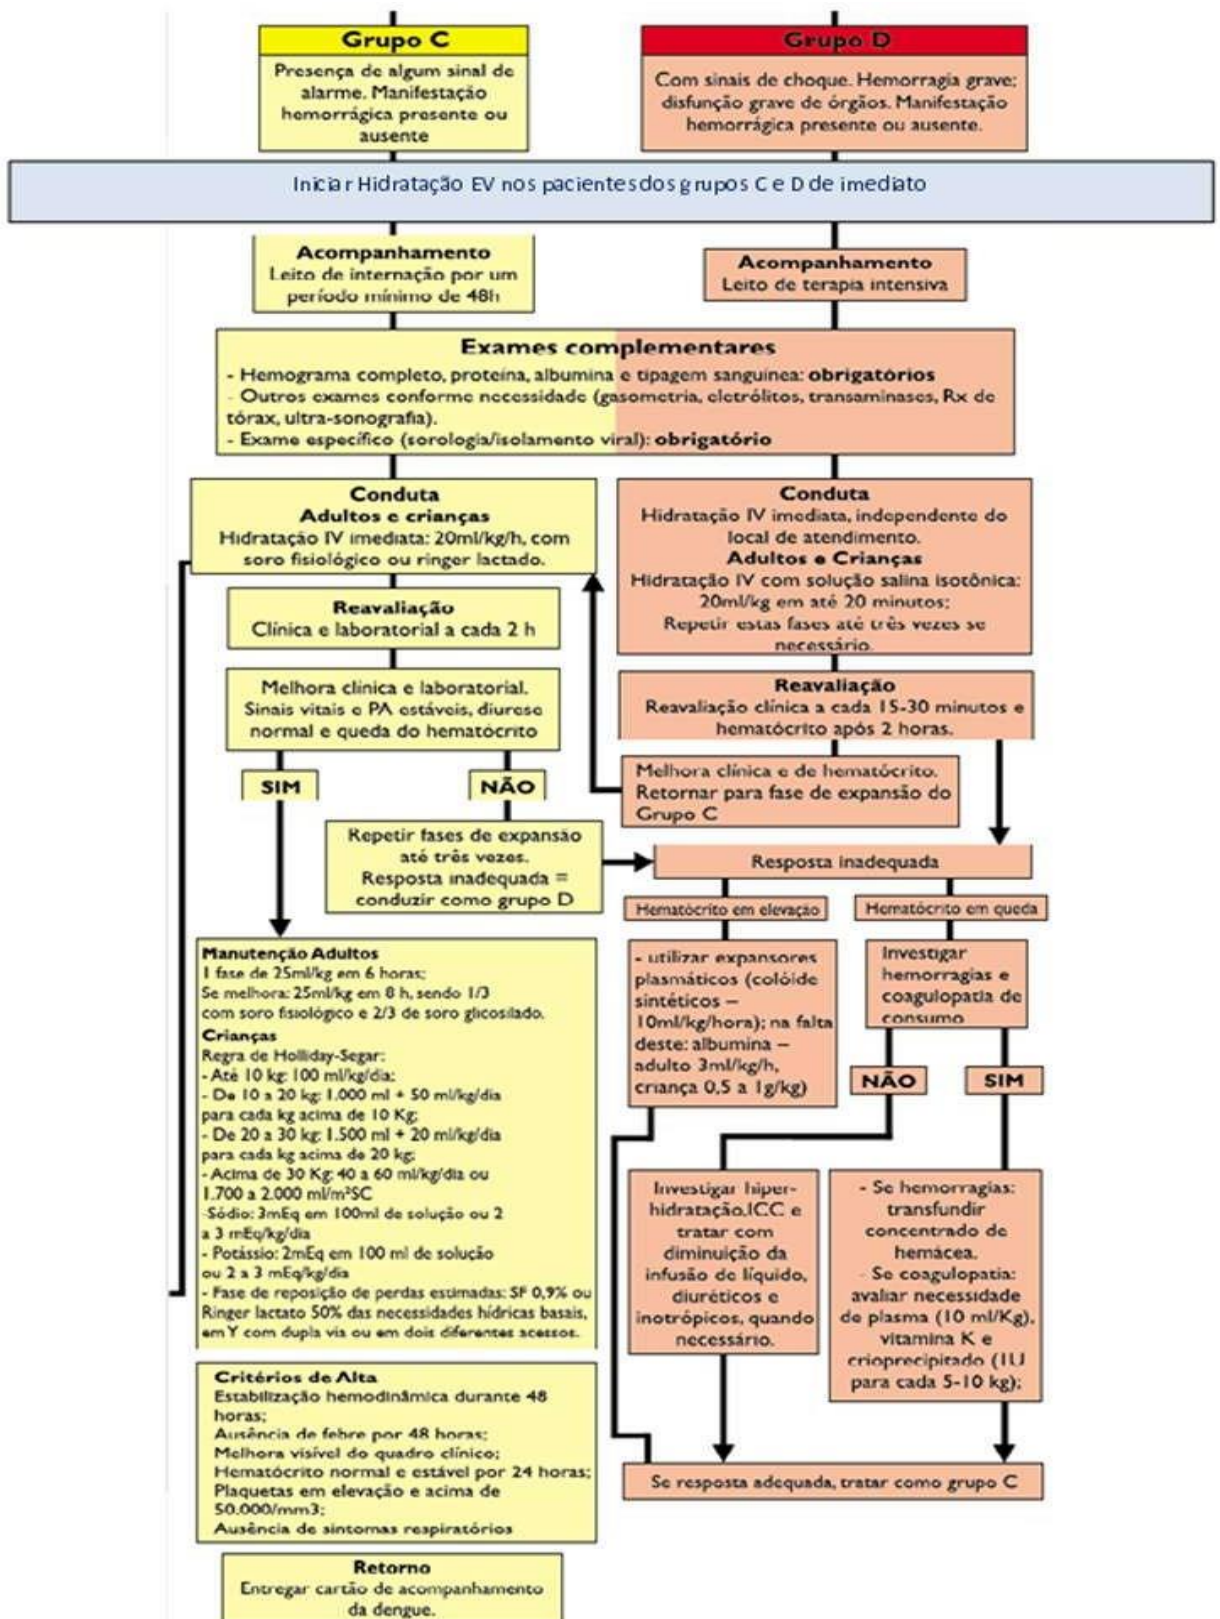 Grupo C
Presença de algum sinal de
alarme. Manifestação
hemorrágica presente ou
ausente
Grupo D
Com sinais de choque. Hemorragia grave;
disfunção grave de órgãos. Manifestação
hemorrágica presente ou ausente.
Iniciar Hidratação EV nos pacientes dos grupos C e D de imediato
Acompanhamento
Leito de internação por um
período mínimo de 48h
Acompanhamento
Leito de terapia intensiva
Exames complementares
- Hemograma completo, proteína, albumina e tipagem sanguínea: obrigatórios
- Outros exames conforme necessidade (gasometria, eletrólitos, transaminases, Rx de
tórax, ultra-sonografia).
- Exame específico (sorologia/isolamento viral): obrigatório
Conduta
Adultos e crianças
Hidratação IV imediata: 20ml/kg/h, com
soro fisiológico ou ringer lactado.
Reavaliação
Clínica e laboratorial a cada 2 h
Melhora clínica e laboratorial.
Sinais vitais e PA estáveis, diurese
normal e queda do hematócrito
SIM
NÃO
Repetir fases de expansão
até três vezes.
Resposta inadequada =
conduzir como grupo D
Conduta
Hidratação IV imediata, independente do
local de atendimento.
Adultos e Crianças
Hidratação IV com solução salina isotônica:
20ml/kg em até 20 minutos;
Repetir estas fases até três vezes se
necessário.
Reavaliação
Reavaliação clínica a cada 15-30 minutos e
hematócrito após 2 horas.
Melhora clínica e de hematócrito.
Retornar para fase de expansão do
Grupo C
Resposta inadequada
Hematócrito em elevação
Hematócrito em queda
- utilizar expansores
plasmáticos (colóide
sintéticos –
10ml/kg/hora); na falta
deste: albumina –
adulto 3ml/kg/h,
criança 0,5 a 1g/kg)
Investigar
hemorragias e
coagulopatia de
consumo
NÃO
SIM
Manutenção Adultos
1 fase de 25ml/kg em 6 horas;
Se melhora: 25ml/kg em 8 h, sendo 1/3
com soro fisiológico e 2/3 de soro glicosilado.
Crianças
Regra de Holliday-Segar:
- Até 10 kg: 100 ml/kg/dia;
- De 10 a 20 kg: 1.000 ml + 50 ml/kg/dia
para cada kg acima de 10 Kg;
- De 20 a 30 kg: 1.500 ml + 20 ml/kg/dia
para cada kg acima de 20 kg;
- Acima de 30 Kg: 40 a 60 ml/kg/dia ou
1.700 a 2.000 ml/m²SC
-Sódio: 3mEq em 100ml de solução ou 2
a 3 mEq/kg/dia
- Potássio: 2mEq em 100 ml de solução
ou 2 a 3 mEq/kg/dia
- Fase de reposição de perdas estimadas: SF 0,9% ou
Ringer lactato 50% das necessidades hídricas basais,
em Y com dupla via ou em dois diferentes acessos.
Investigar hiper-
hidratação,ICC e
tratar com
diminuição da
infusão de líquido,
diuréticos e
inotrópicos, quando
necessário.
- Se hemorragias:
transfundir
concentrado de
hemácea.
- Se coagulopatia:
avaliar necessidade
de plasma (10 ml/Kg),
vitamina K e
crioprecipitado (1U
para cada 5-10 kg);
Critérios de Alta
Estabilização hemodinâmica durante 48
horas;
Ausência de febre por 48 horas;
Melhora visível do quadro clínico;
Hematócrito normal e estável por 24 horas;
Plaquetas em elevação e acima de
50.000/mm3;
Ausência de sintomas respiratórios
Se resposta adequada, tratar como grupo C
Retorno
Entregar cartão de acompanhamento
da dengue.